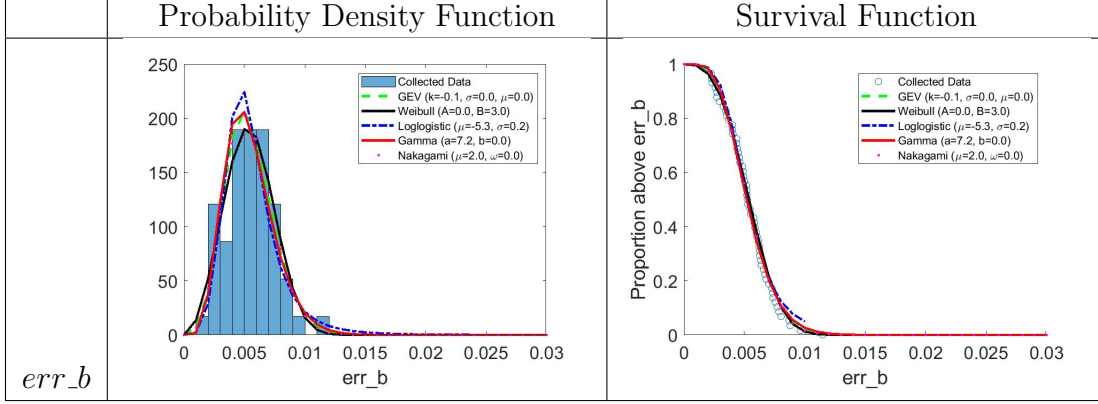 Probability Density Function
Survival Function
250
200
150
100
50
0
0
0.005
0.01
0.015
0.02
0.025
0.03
err_b
Collected Data
GEV (k=-0.1, σ=0.0, μ=0.0)
Weibull (A=0.0, B=3.0)
Loglogistic (μ=-5.3, σ=0.2)
Gamma (a=7.2, b=0.0)
Nakagami (μ=2.0, ω=0.0)
Proportion above err_b
1
0.8
0.6
0.4
0.2
0
0
0.005
0.01
0.015
0.02
0.025
0.03
err_b
Collected Data
GEV (k=-0.1, σ=0.0, μ=0.0)
Weibull (A=0.0, B=3.0)
Loglogistic (μ=-5.3, σ=0.2)
Gamma (a=7.2, b=0.0)
Nakagami (μ=2.0, ω=0.0)
err_b